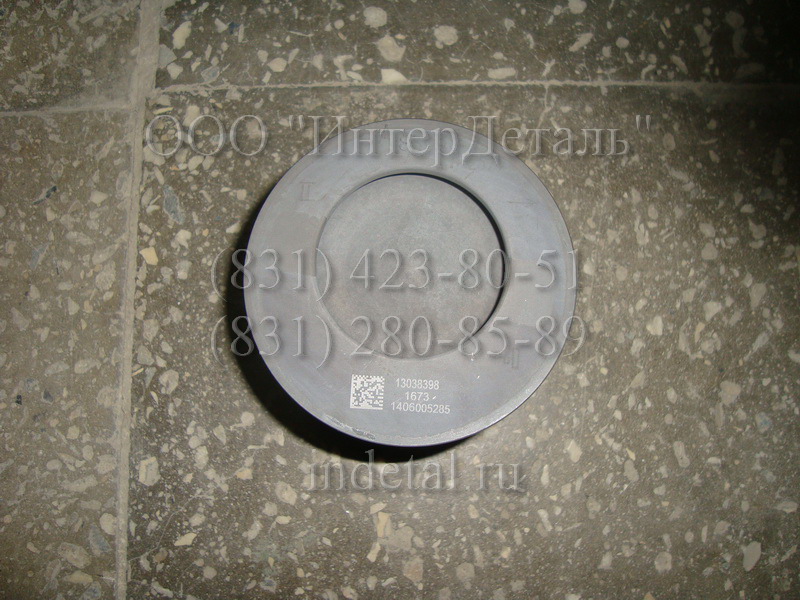 ООО "ИнтерДеталь"
(831) 423-80-51
(831) 280-85-89
13038398
1673
1406005285
indetal.ru